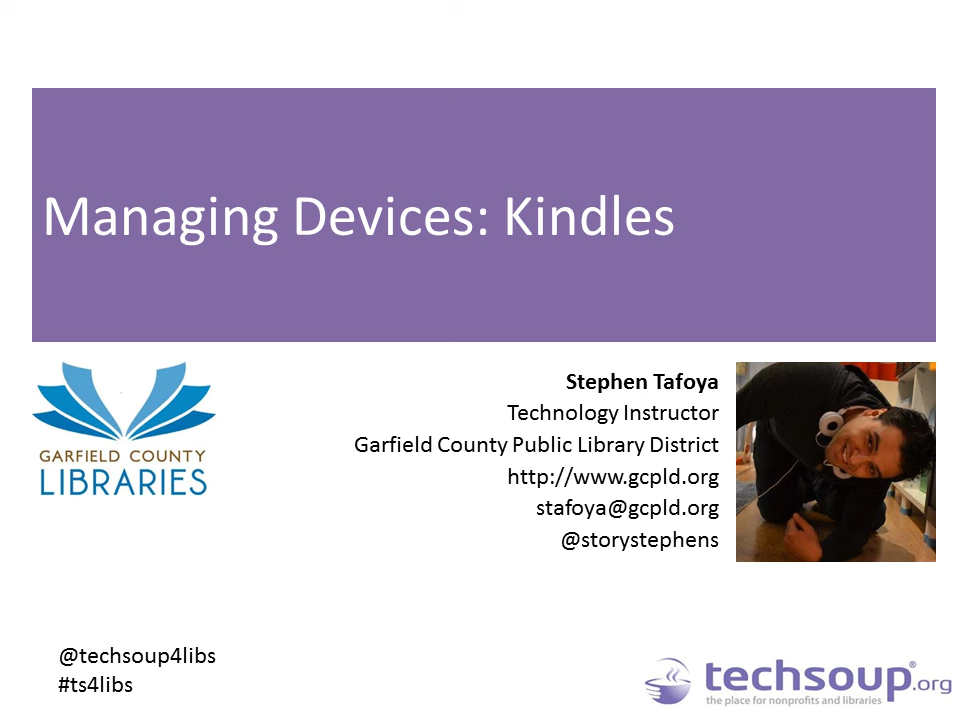 Managing Devices: Kindles
GARFIELD COUNTY
LIBRARIES
Stephen Tafoya
Technology Instructor
Garfield County Public Library District
http://www.gcpld.org
stafoya@gcpld.org
@storystephens
@techsoup4libs
#ts4libs
techsoup®.org
the place for nonprofits and libraries